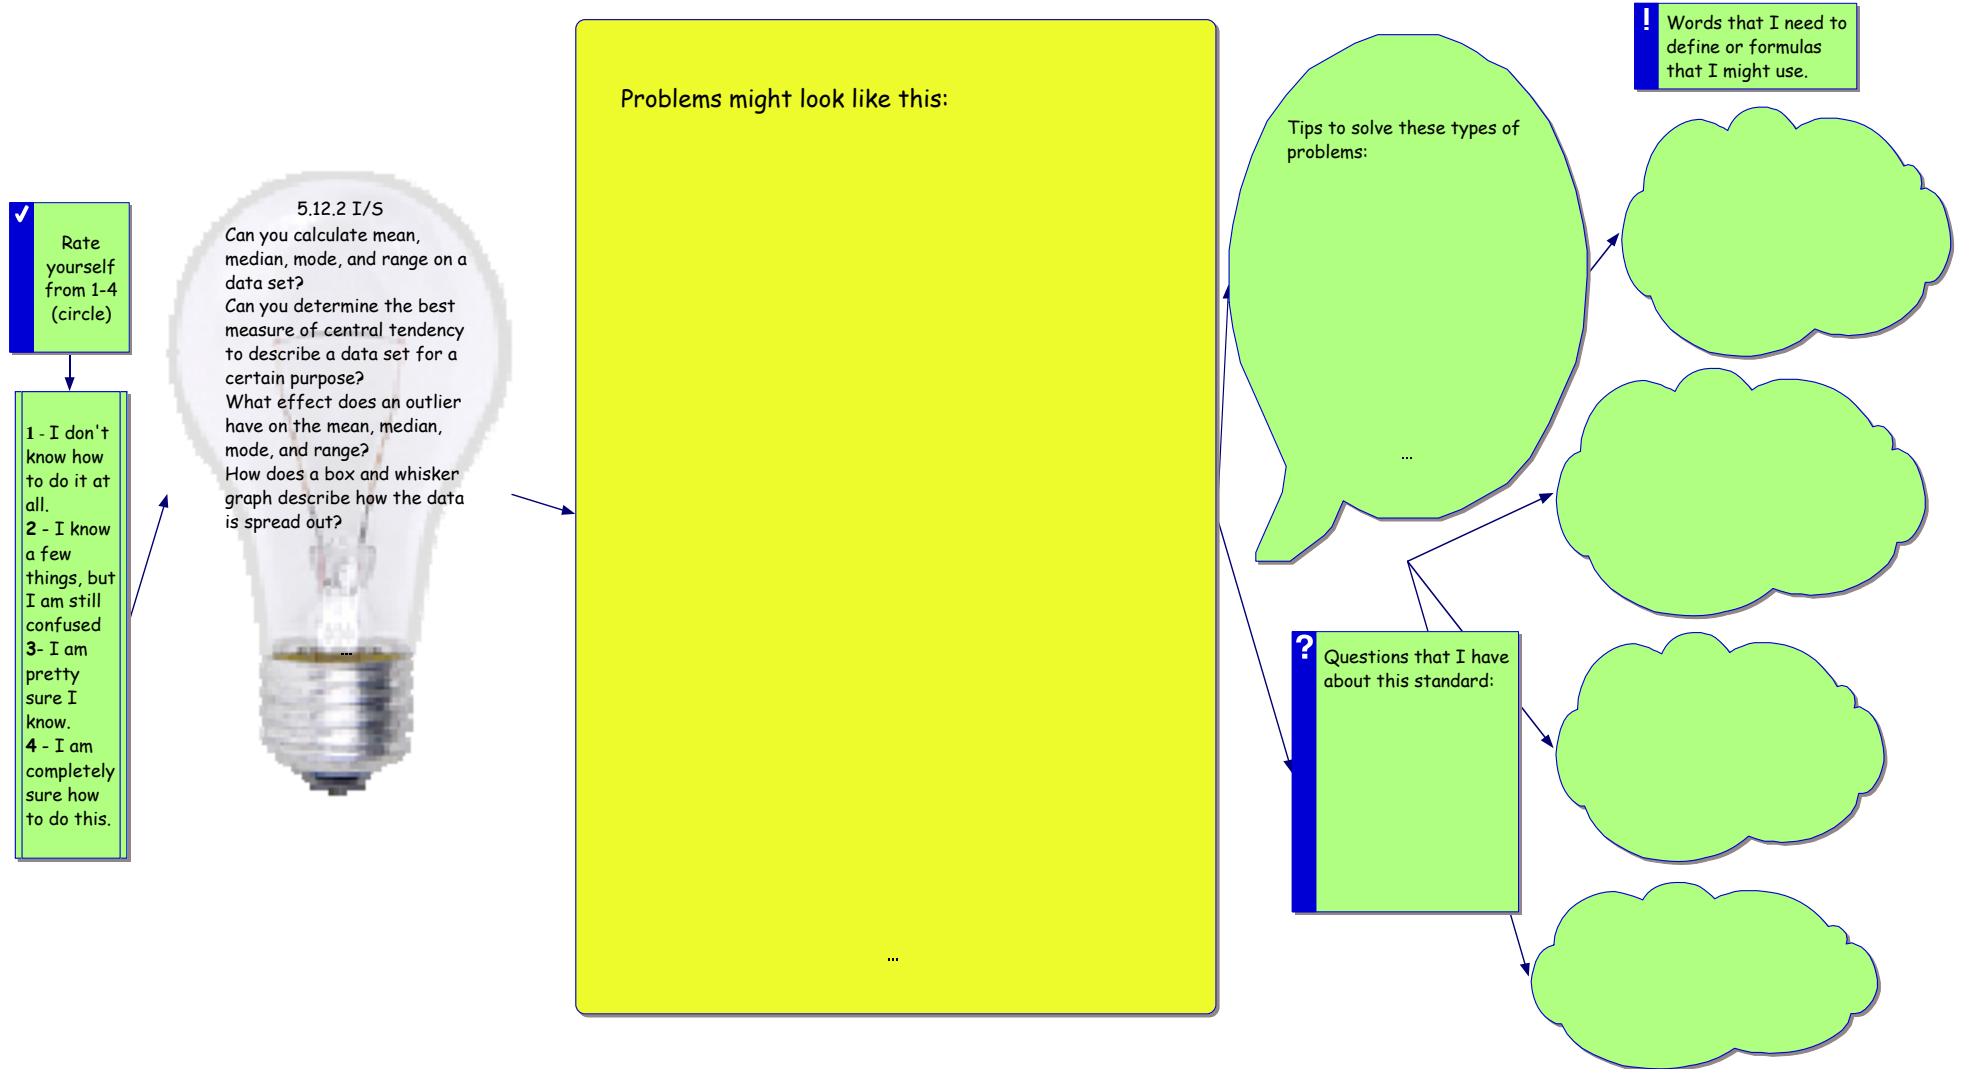 ✓
Rate
yourself
from 1-4
(circle)
1 - I don't
know how
to do it at
all.
2 - I know
a few
things, but
I am still
confused
3- I am
pretty
sure I
know.
4 - I am
completely
sure how
to do this.
5.12.2 I/S
Can you calculate mean,
median, mode, and range on a
data set?
Can you determine the best
measure of central tendency
to describe a data set for a
certain purpose?
What effect does an outlier
have on the mean, median,
mode, and range?
How does a box and whisker
graph describe how the data
is spread out?
...
Problems might look like this:
...
Tips to solve these types of
problems:
...
?
Questions that I have
about this standard:
!
Words that I need to
define or formulas
that I might use.